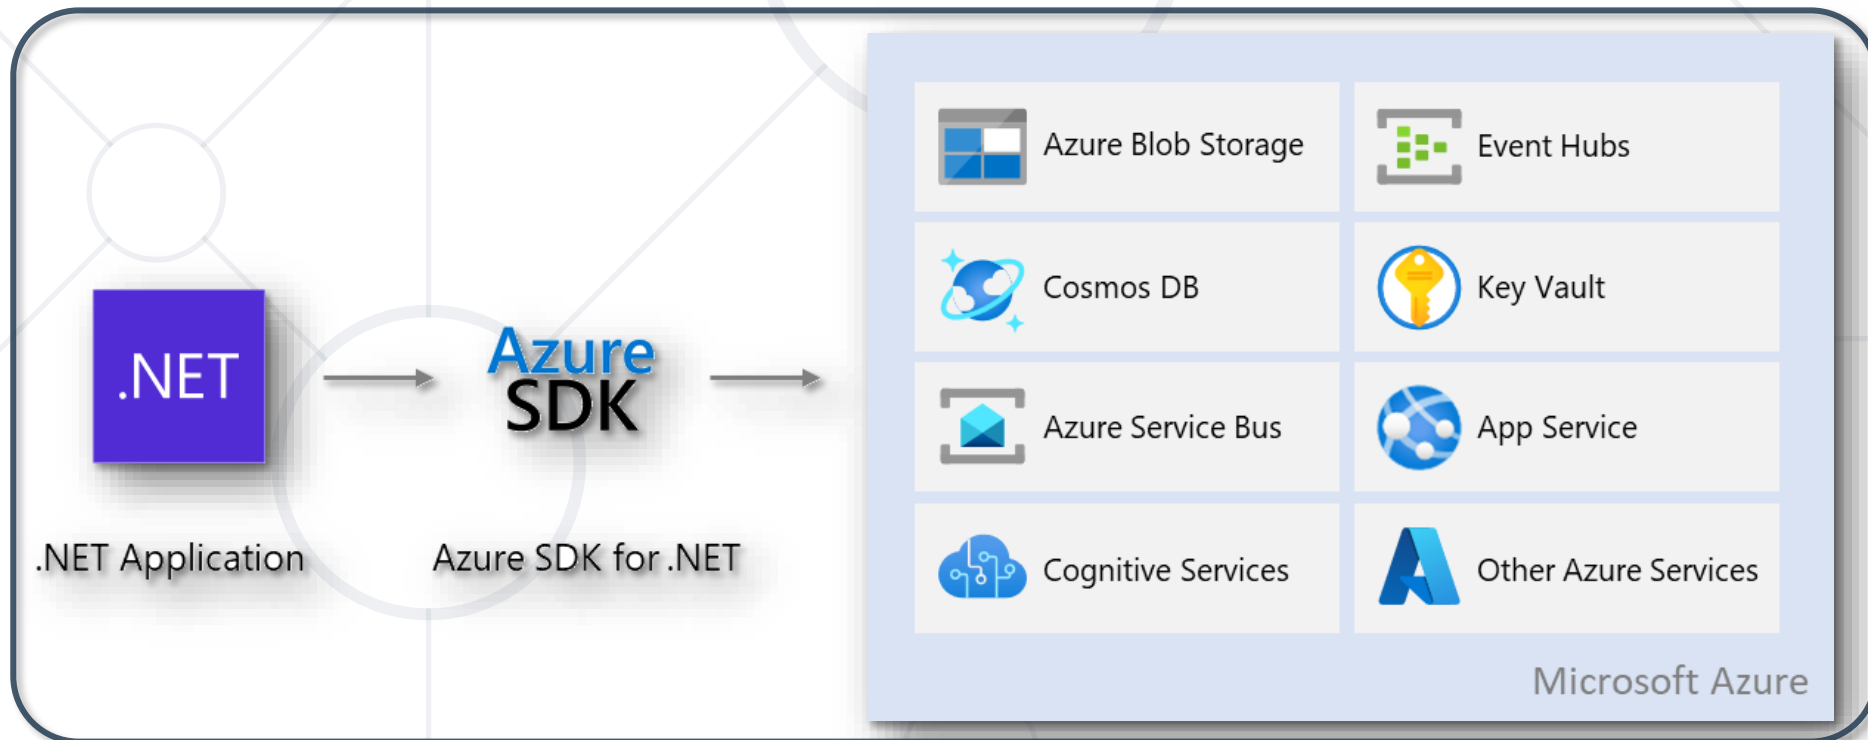 .NET
.NET Application
Azure
SDK
Azure SDK for .NET
Azure Blob Storage
Event Hubs
Cosmos DB
Key Vault
Azure Service Bus
App Service
Cognitive Services
Other Azure Services
Microsoft Azure